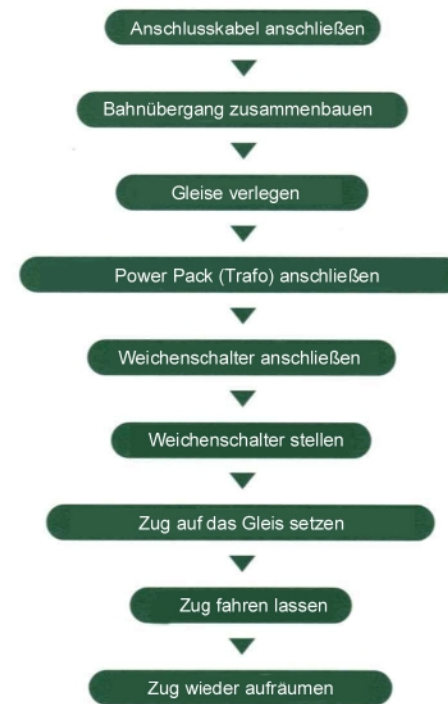 Anschlusskabel anschließen
Bahnübergang zusammenbauen
Gleise verlegen
Power Pack (Trafo) anschließen
Weichenschalter anschließen
Weichenschalter stellen
Zug auf das Gleis setzen
Zug fahren lassen
Zug wieder aufräumen